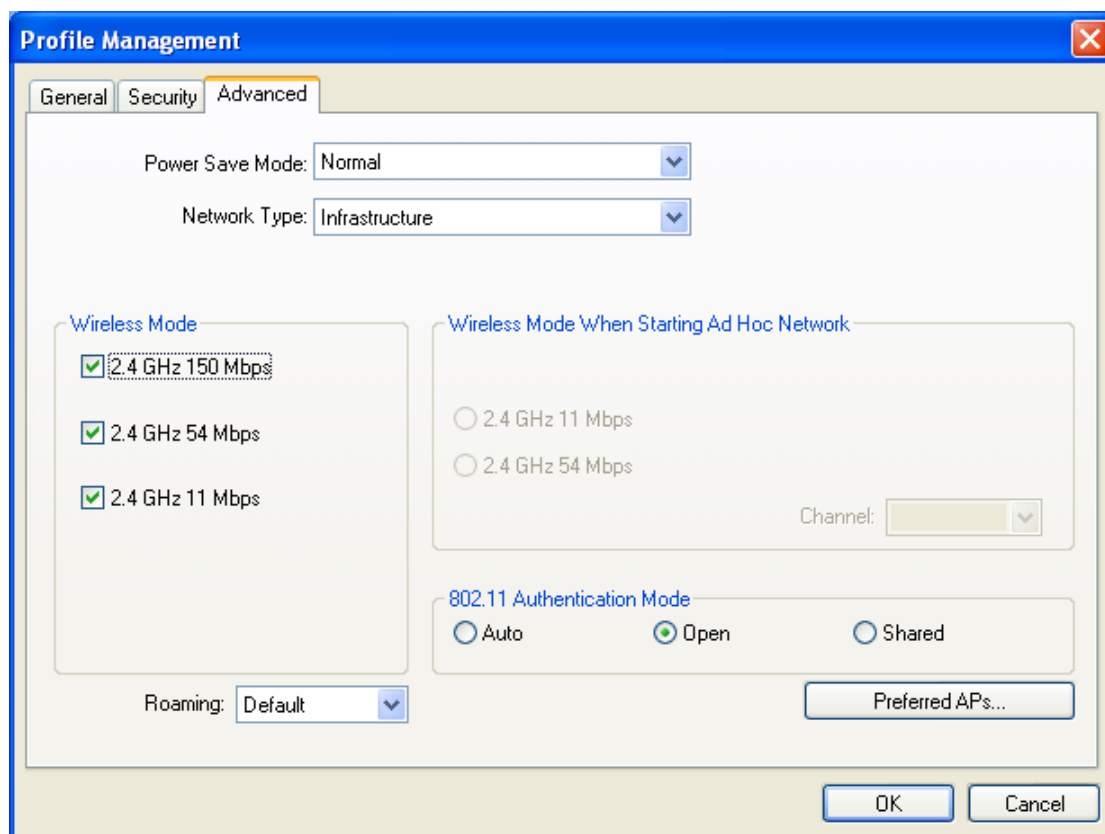 Profile Management
General Security Advanced
Power Save Mode: Normal
Network Type: Infrastructure
Wireless Mode
2.4 GHz 150 Mbps
2.4 GHz 54 Mbps
2.4 GHz 11 Mbps
Wireless Mode When Starting Ad Hoc Network
2.4 GHz 11 Mbps
2.4 GHz 54 Mbps
Channel:
802.11 Authentication Mode
Auto Open Shared
Roaming: Default
Preferred APs...
OK Cancel